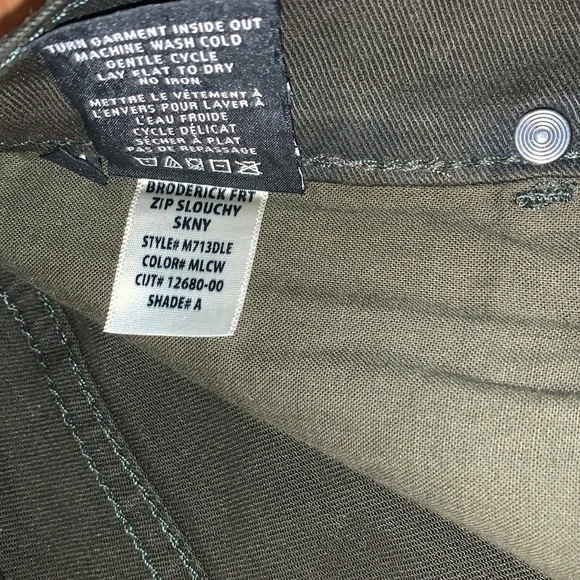 TURN GARMENT INSIDE OUT
MACHINE WASH COLD
GENTLE CYCLE
LAY FLAT TO DRY
NO IRON
METTRE LE VÊTEMENT À
L'ENVERS POUR LAVER À
L'EAU FROIDE
CYCLE DÉLICAT
SÉCHER À PLAT
PAS DE REPASSAGE
BRODERICK FRT
ZIP SLOUCHY
SKNY
STYLE# M713DLE
COLOR# MLCW
CUT# 12680-00
SHADE# A